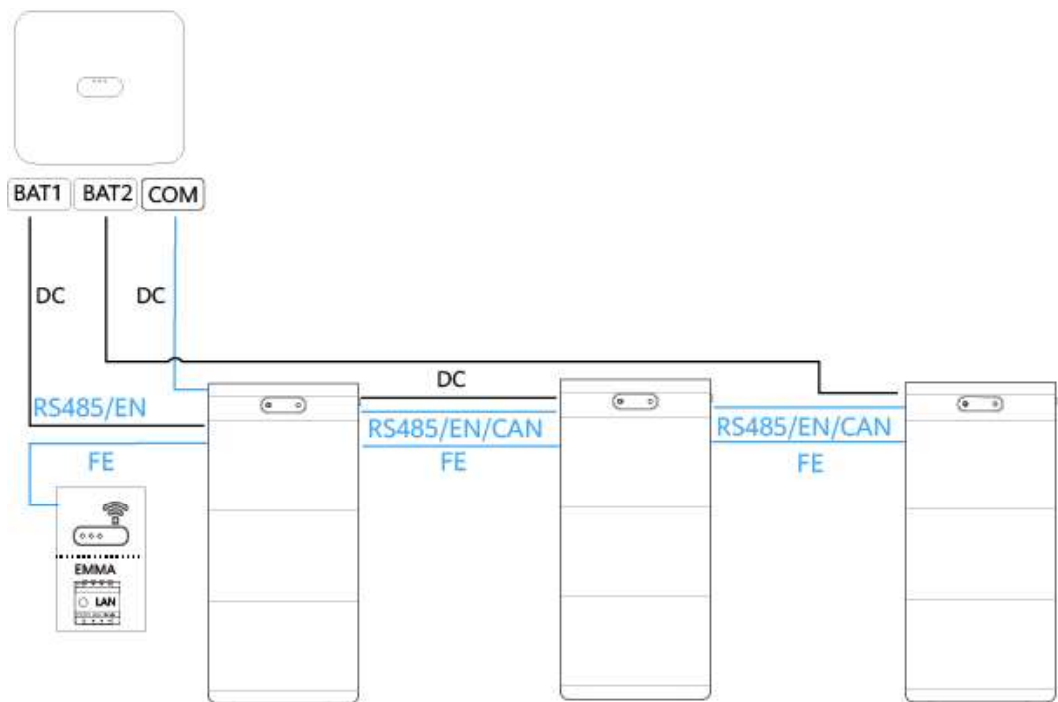 BAT1 BAT2 COM
DC DC
DC
RS485/EN
RS485/EN/CAN RS485/EN/CAN
FE FE FE
EMMA
LAN